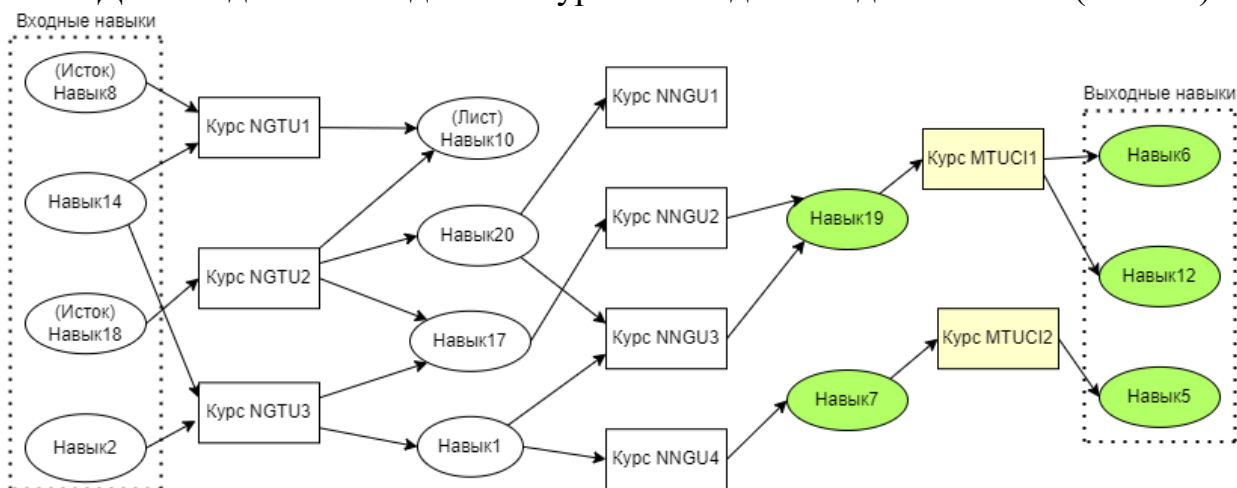 Входные навыки
(Исток)
Навык8
Навык14
(Исток)
Навык18
Навык2
Курс NGTU1
Курс NGTU2
Курс NGTU3
(Лист)
Навык10
Навык20
Навык17
Навык1
Курс NNGU1
Курс NNGU2
Курс NNGU3
Курс NNGU4
Навык19
Навык7
Курс MTUCI1
Курс MTUCI2
Выходные навыки
Навык6
Навык12
Навык5